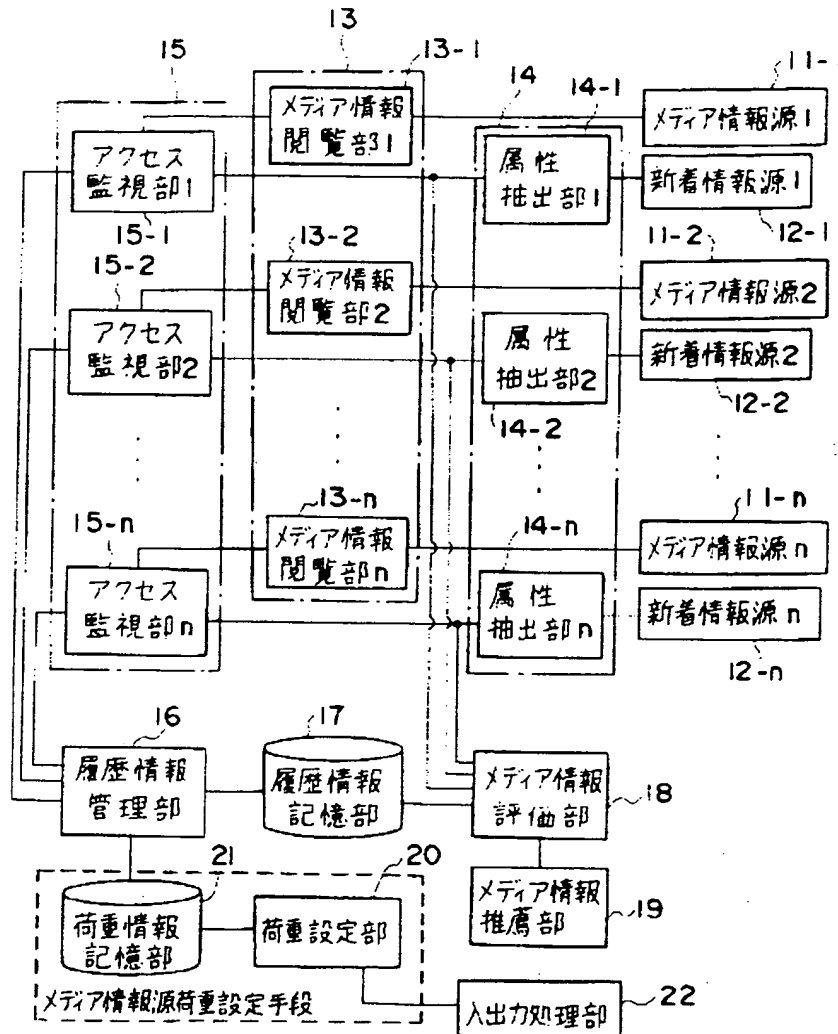 13
15
13-1
11-
14
14-1
メディア情報
閲覧部1
メディア情報源1
アクセス
監視部1
属性
抽出部1
新着情報源1
15-1
12-1
15-2
13-2
11-2
メディア情報
閲覧部2
メディア情報源2
アクセス
監視部2
属性
抽出部2
新着情報源2
14-2
12-2
15-n
13-n
14-n
11-n
メディア情報
閲覧部n
メディア情報源n
アクセス
監視部n
属性
抽出部n
新着情報源n
12-n
16
17
履歴情報
管理部
履歴情報
記憶部
メディア情報
評価部
18
21
20
荷重情報
記憶部
荷重設定部
メディア情報
推薦部
19
メディア情報源荷重設定手段
入出力処理部
22